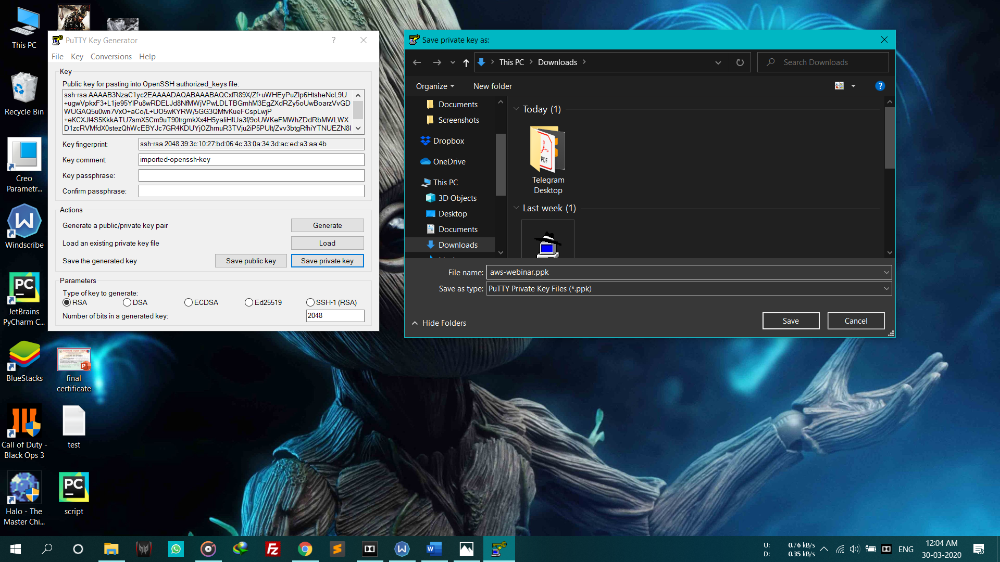 This PC
Recycle Bin
Creo
Parametr...
Windscribe
JetBrains
PyCharm C...
BlueStacks
Call of Duty -
Black Ops 3
Halo - The
Master Chi...
RYSE
final
certificate
test
script
PuTTY Key Generator
?
File Key Conversions Help
Key
Public key for pasting into OpenSSH authorized_keys file:
ssh-rsa AAAAB3NzaC1yc2EAAAADAQABAAABAQCxfR89X/Zf+uWHEyPuZIp6HtsheNcL9U
+ugwVpkxF3+L1je95YIPu8wRDELJd8NfMWjVPwLDLTBGmhM3EgZXdRZy5oUwBoarzVvGD
WUGAQ5u0wn7VxO+aCo/L+UO5wKYRW/5GG3QMfvKueFCspLwjP
+eKCXJI4S5KkkATU7smX5Cm9uT90trgmkXx4H5yaliHlUa3f/9oUWKeFMWhZDdRbMWLWX
D1zcRVMfdX0stezQhWcEBYJc7GR4KDUYjOZhrnuR3TVju2iP5PUlt/Zvv3btgRfhiYTNUEZN8l
Key fingerprint: ssh-rsa 2048 39:3c:10:27:bd:06:4c:33:0a:34:3d:ac:ed:a3:aa:4b
Key comment: imported-openssh-key
Key passphrase:
Confirm passphrase:
Actions
Generate a public/private key pair Generate
Load an existing private key file Load
Save the generated key Save public key Save private key
Parameters
Type of key to generate:
RSA DSA ECDSA Ed25519 SSH-1 (RSA)
Number of bits in a generated key: 2048
Save private key as:
This PC Downloads
Search Downloads
Organize New folder
?
Documents
Screenshots
Dropbox
OneDrive
This PC
3D Objects
Desktop
Documents
Downloads
Today (1)
PDF
Telegram
Desktop
Last week (1)
File name: aws-webinar.ppk
Save as type: PuTTY Private Key Files (*.ppk)
Hide Folders
Save Cancel
U: 0.76 kB/s
D: 0.35 kB/s
ENG
12:04 AM
30-03-2020